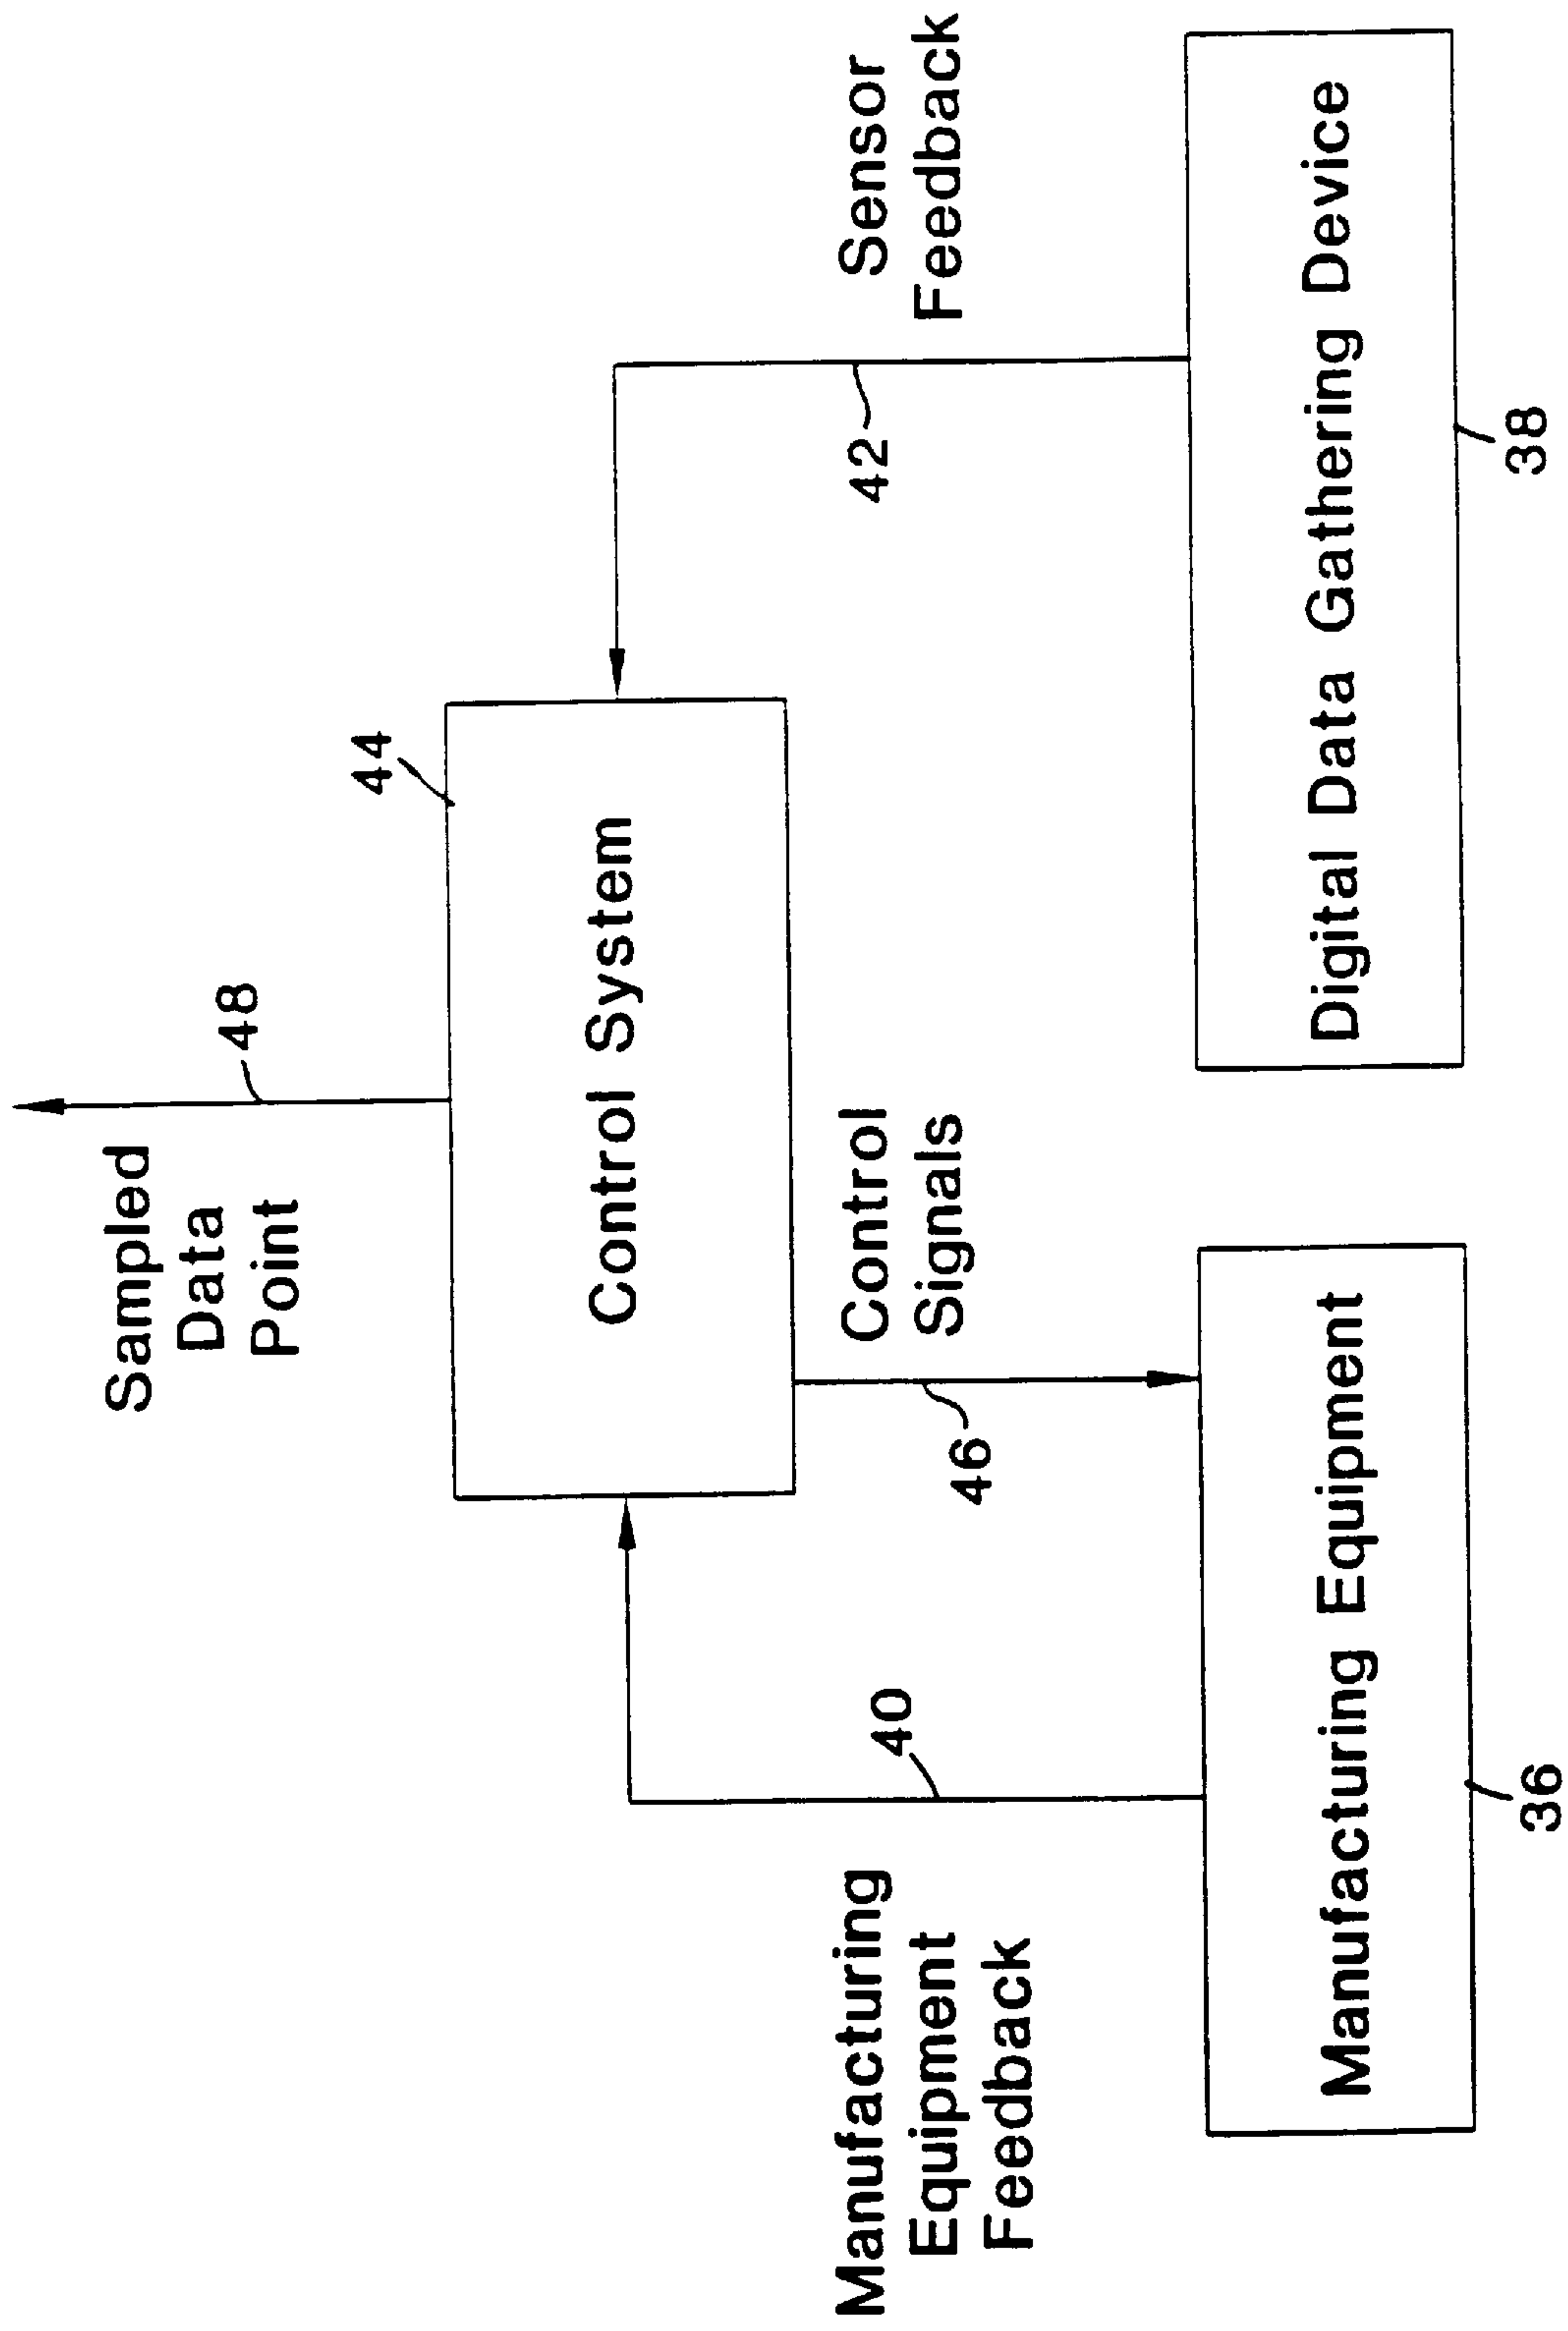 Sampled
Data
Point
48
44
Control System
Manufacturing
Equipment
Feedback
40
46
Control
Signals
42
Sensor
Feedback
Manufacturing Equipment
36
Digital Data Gathering Device
38